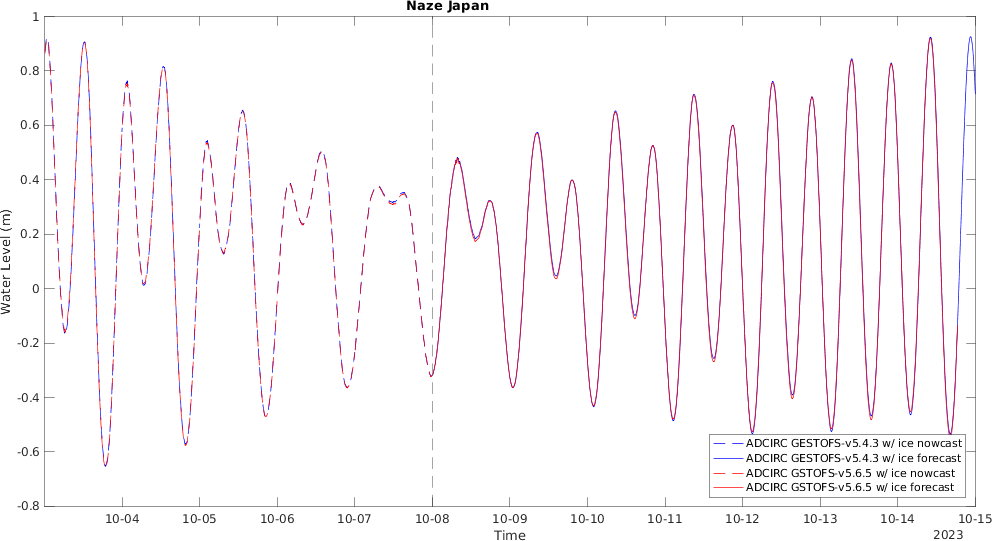 Naze Japan
Water Level (m)
1
0.8
0.6
0.4
0.2
0
-0.2
-0.4
-0.6
-0.8
ADCIRC GESTOFS-v5.4.3 w/ ice nowcast
ADCIRC GESTOFS-v5.4.3 w/ ice forecast
ADCIRC GSTOFS-v5.6.5 w/ ice nowcast
ADCIRC GSTOFS-v5.6.5 w/ ice forecast
10-04 10-05 10-06 10-07 10-08 10-09 10-10 10-11 10-12 10-13 10-14 10-15
Time
2023